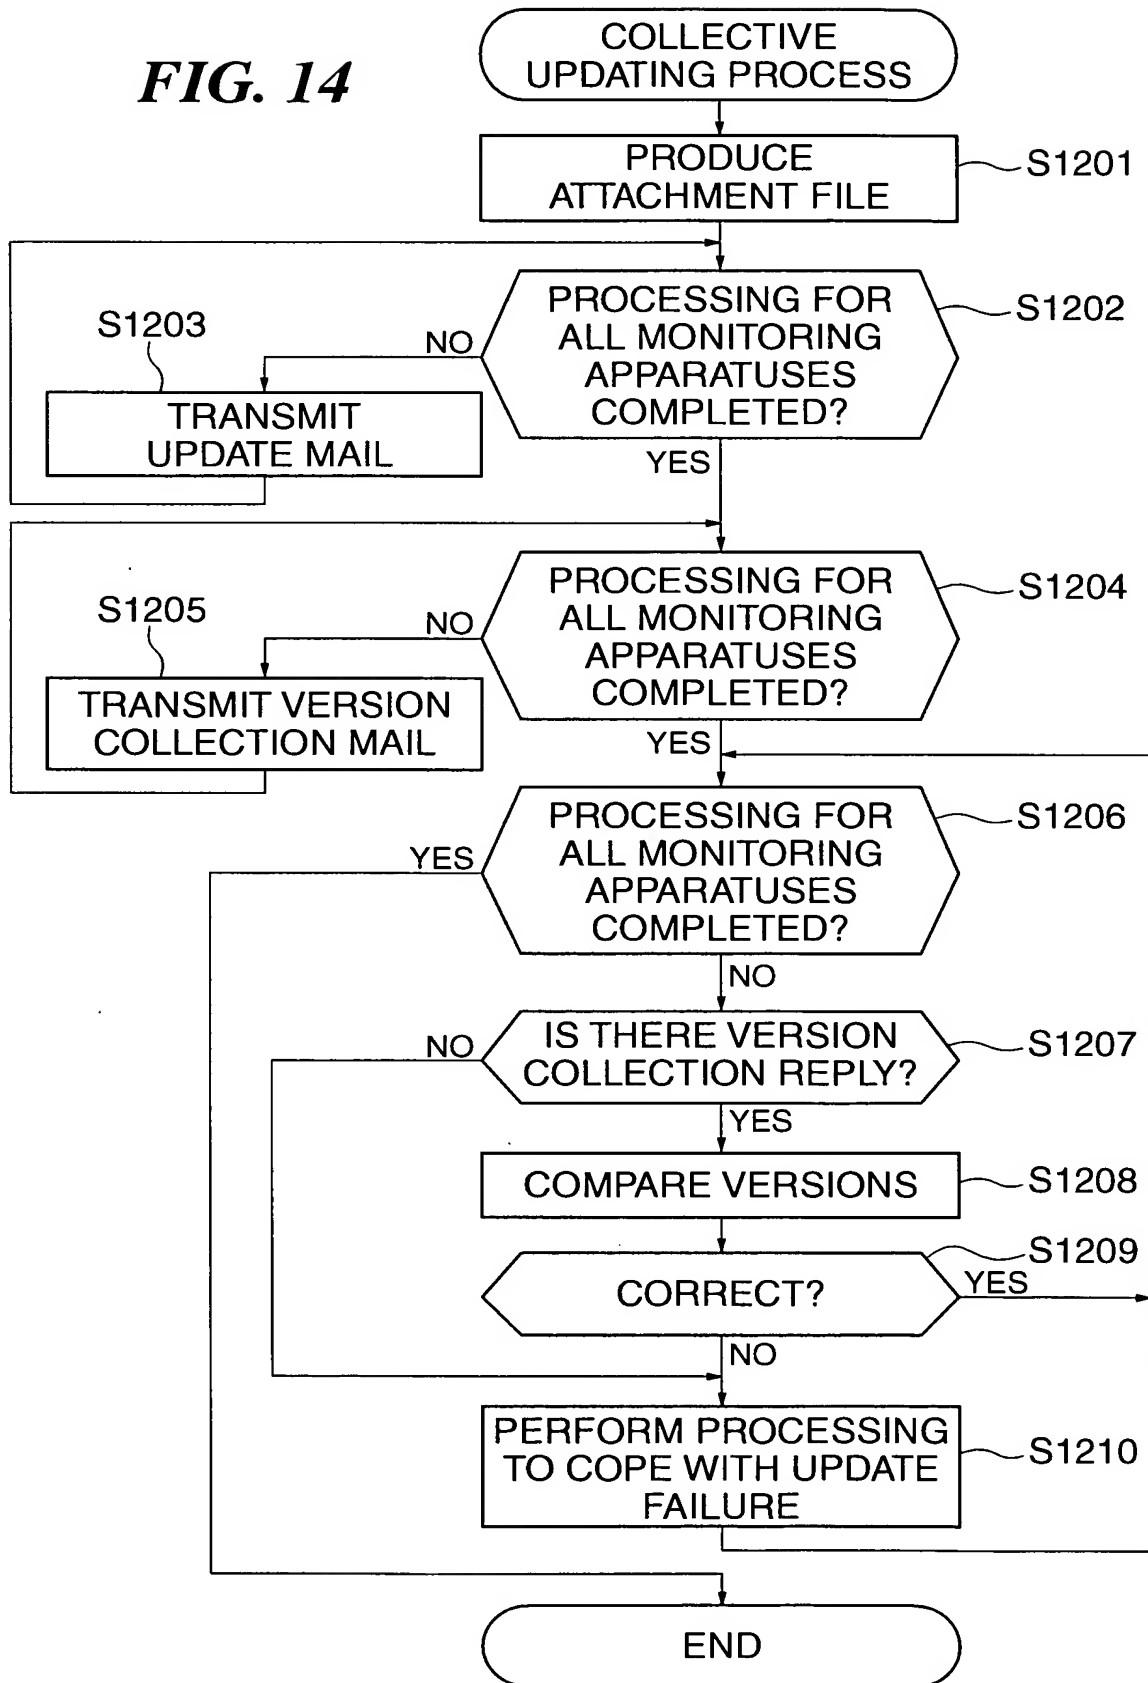 FIG. 14
COLLECTIVE
UPDATING PROCESS
PRODUCE
ATTACHMENT FILE
S1201
PROCESSING FOR
ALL MONITORING
APPARATUSES
COMPLETED?
S1202
NO
YES
S1203
TRANSMIT
UPDATE MAIL
PROCESSING FOR
ALL MONITORING
APPARATUSES
COMPLETED?
S1204
NO
YES
S1205
TRANSMIT VERSION
COLLECTION MAIL
PROCESSING FOR
ALL MONITORING
APPARATUSES
COMPLETED?
S1206
YES
NO
IS THERE VERSION
COLLECTION REPLY?
S1207
NO
YES
COMPARE VERSIONS
S1208
CORRECT?
S1209
YES
NO
PERFORM PROCESSING
TO COPE WITH UPDATE
FAILURE
S1210
END